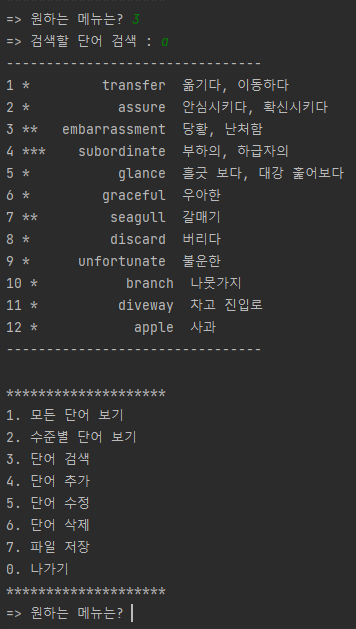 => 원하는 메뉴는? 3
=> 검색할 단어 검색 : a
--------------------------------
1 *         transfer  옮기다, 이동하다
2 *           assure  안심시키다, 확신시키다
3 **   embarrassment  당황, 난처함
4 ***    subordinate  부하의, 하급자의
5 *           glance  흘긋 보다, 대강 훑어보다
6 *         graceful  우아한
7 **         seagull  갈매기
8 *          discard  버리다
9 *      unfortunate  불운한
10 *           branch  나뭇가지
11 *          diveway  차고 진입로
12 *            apple  사과
--------------------------------
********************
1. 모든 단어 보기
2. 수준별 단어 보기
3. 단어 검색
4. 단어 추가
5. 단어 수정
6. 단어 삭제
7. 파일 저장
0. 나가기
********************
=> 원하는 메뉴는?